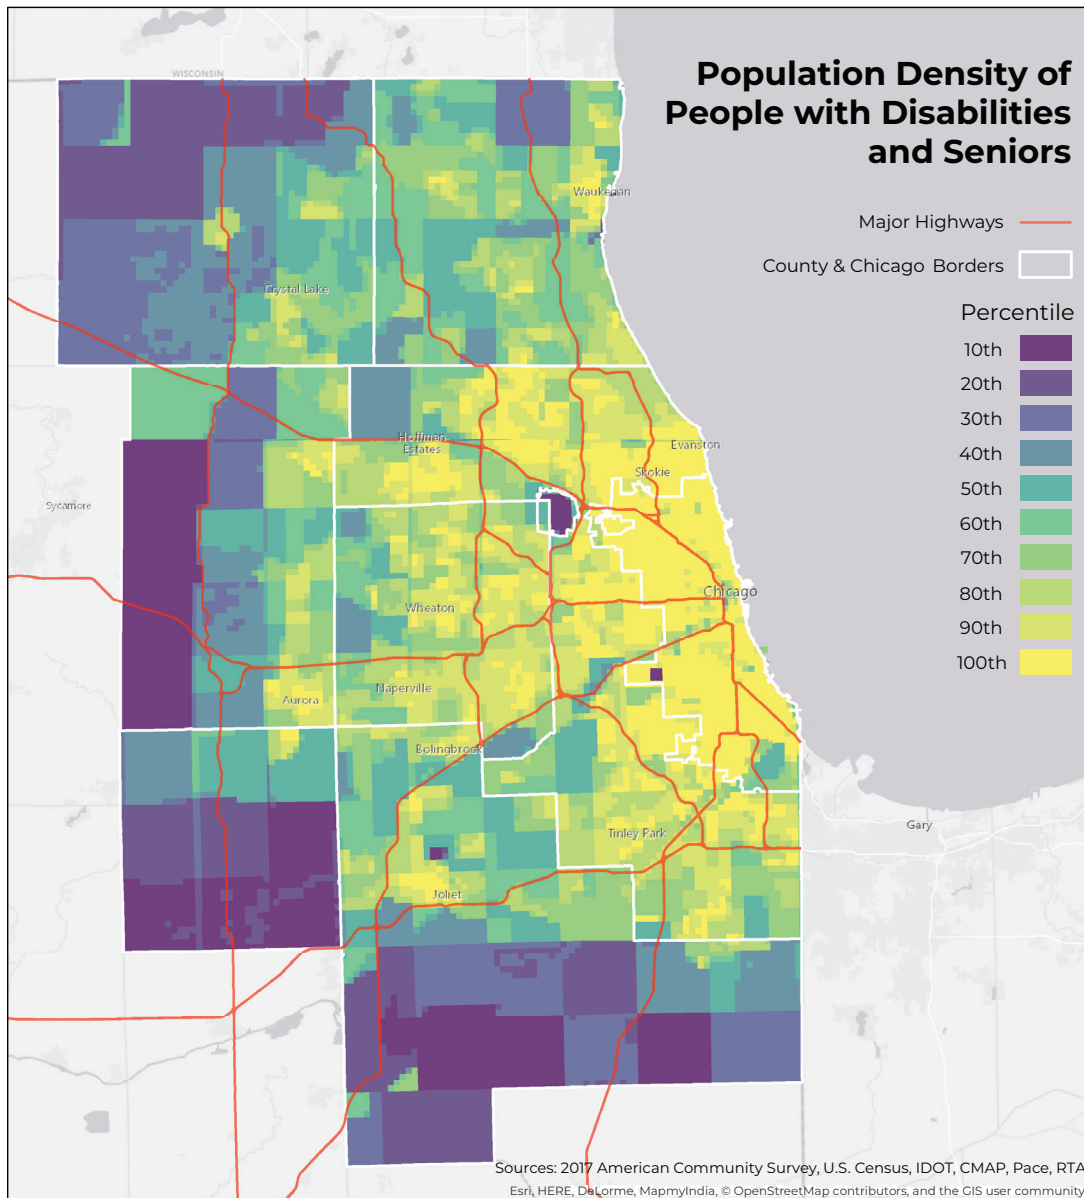 Population Density of
People with Disabilities
and Seniors
Major Highways
County & Chicago Borders
Percentile
10th
20th
30th
40th
50th
60th
70th
80th
90th
100th
WISCONSIN
Waukegan
Crystal Lake
Hoffman
Estates
Evanston
Skokie
Sycamore
Chicago
Wheaton
Naperville
Aurora
Bolingbrook
Gary
Tinley Park
Joliet
Sources: 2017 American Community Survey, U.S. Census, IDOT, CMAP, Pace, RTA
Esri, HERE, DeLorme, MapmyIndia, © OpenStreetMap contributors, and the GIS user community